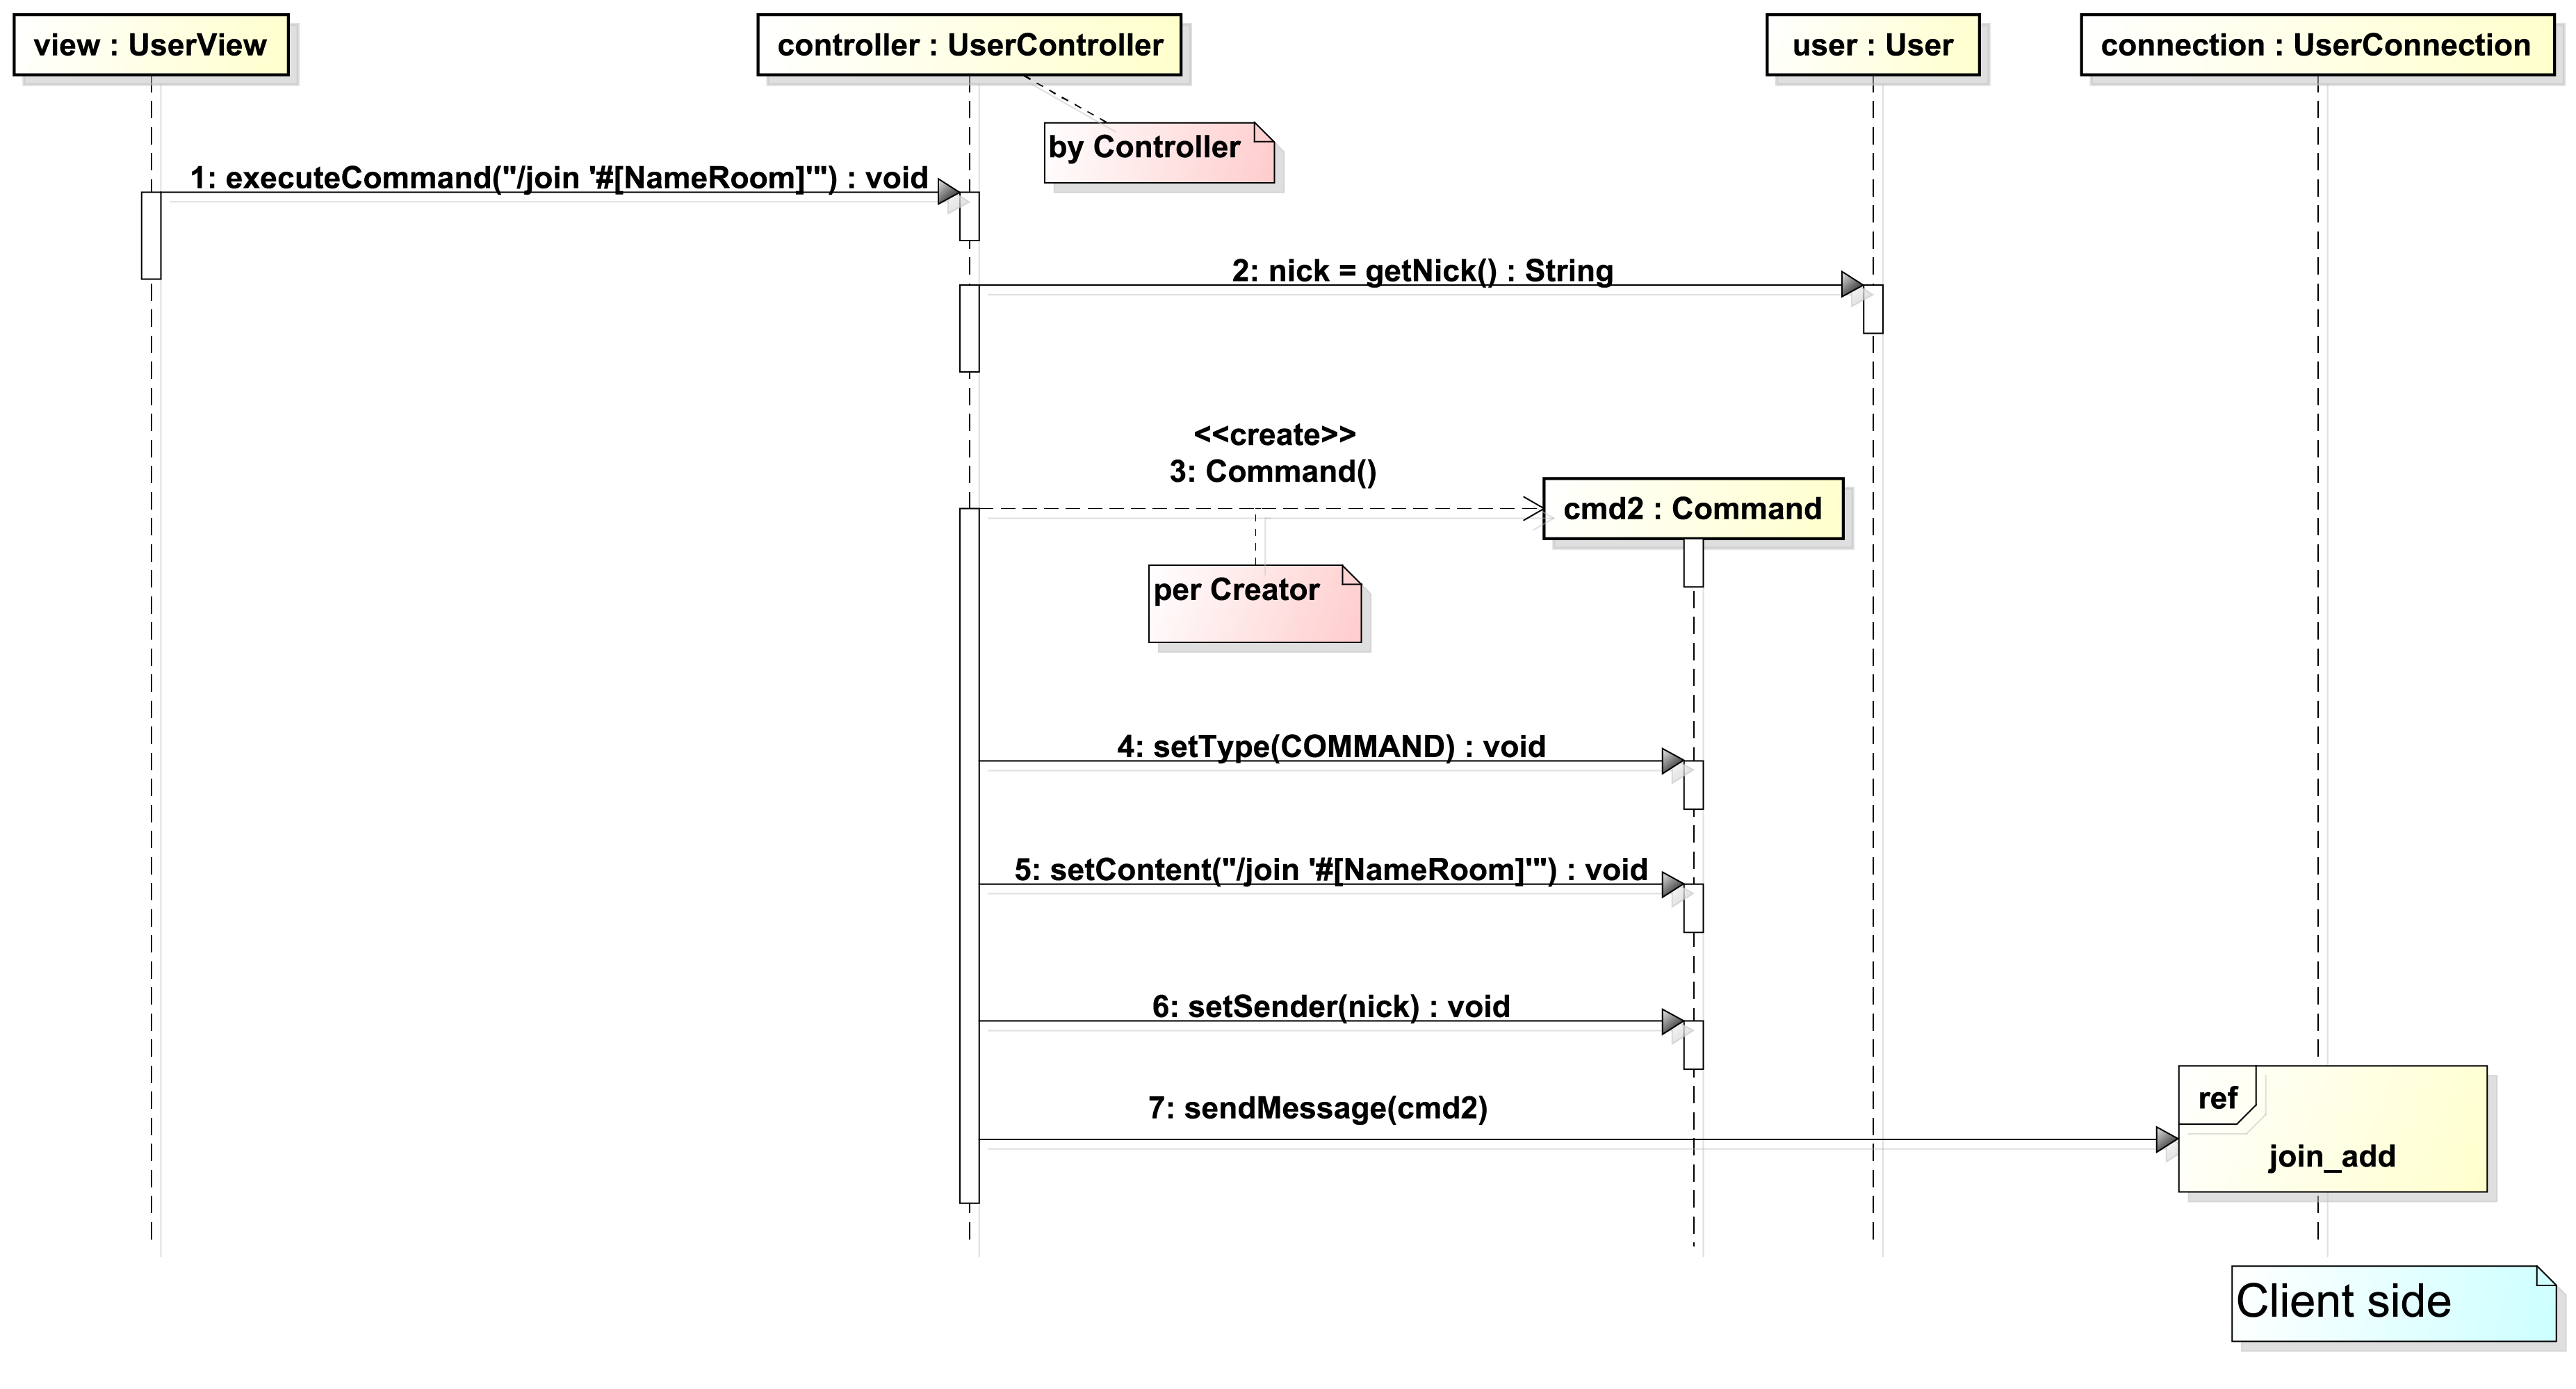 view : UserView
controller : UserController
user : User
connection : UserConnection
by Controller
1: executeCommand("/join '#[NameRoom]'") : void
2: nick = getNick() : String
<<create>>
3: Command()
cmd2 : Command
per Creator
4: setType(COMMAND) : void
5: setContent("/join '#[NameRoom]'") : void
6: setSender(nick) : void
7: sendMessage(cmd2)
ref
join_add
Client side